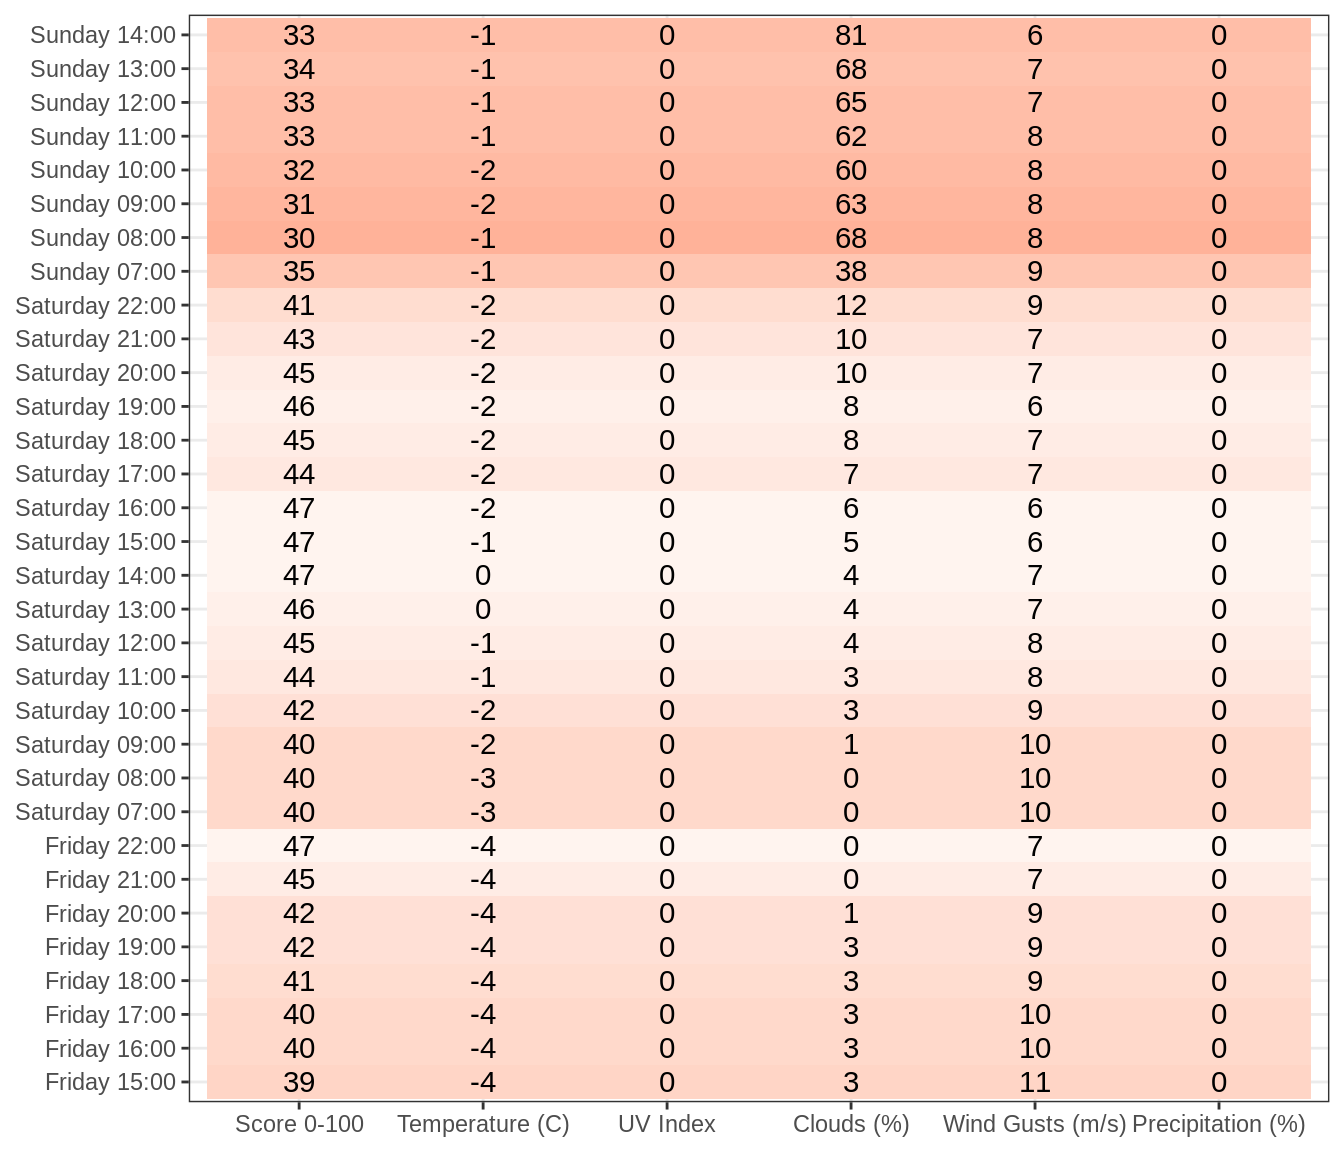 Sunday 14:00 33 -1 0 81 6 0
Sunday 13:00 34 -1 0 68 7 0
Sunday 12:00 33 -1 0 65 7 0
Sunday 11:00 33 -1 0 62 8 0
Sunday 10:00 32 -2 0 60 8 0
Sunday 09:00 31 -2 0 63 8 0
Sunday 08:00 30 -1 0 68 8 0
Sunday 07:00 35 -1 0 38 9 0
Saturday 22:00 41 -2 0 12 9 0
Saturday 21:00 43 -2 0 10 7 0
Saturday 20:00 45 -2 0 10 7 0
Saturday 19:00 46 -2 0 8 6 0
Saturday 18:00 45 -2 0 8 7 0
Saturday 17:00 44 -2 0 7 7 0
Saturday 16:00 47 -2 0 6 6 0
Saturday 15:00 47 -1 0 5 6 0
Saturday 14:00 47 0 0 4 7 0
Saturday 13:00 46 0 0 4 7 0
Saturday 12:00 45 -1 0 4 8 0
Saturday 11:00 44 -1 0 3 8 0
Saturday 10:00 42 -2 0 3 9 0
Saturday 09:00 40 -2 0 1 10 0
Saturday 08:00 40 -3 0 0 10 0
Saturday 07:00 40 -3 0 0 10 0
Friday 22:00 47 -4 0 0 7 0
Friday 21:00 45 -4 0 0 7 0
Friday 20:00 42 -4 0 1 9 0
Friday 19:00 42 -4 0 3 9 0
Friday 18:00 41 -4 0 3 9 0
Friday 17:00 40 -4 0 3 10 0
Friday 16:00 40 -4 0 3 10 0
Friday 15:00 39 -4 0 3 11 0
Score 0-100 Temperature (C) UV Index Clouds (%) Wind Gusts (m/s) Precipitation (%)